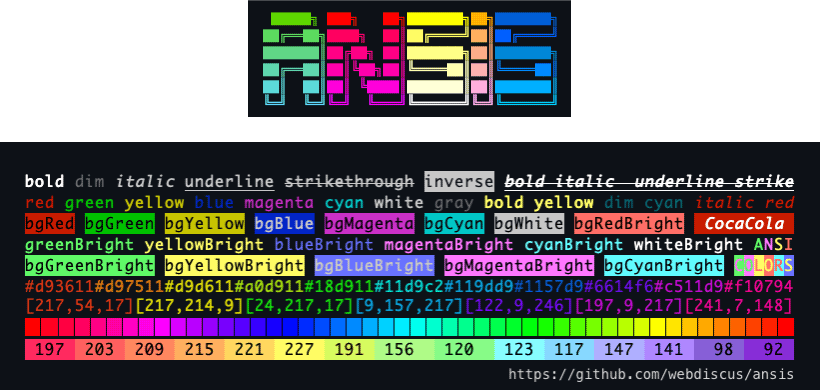 ANSIS
bold dim italic underline strikethrough inverse bold italic underline strike
red green yellow blue magenta cyan white gray bold yellow dim cyan italic red
bgRed bgGreen bgYellow bgBlue bgMagenta bgCyan bgWhite bgRedBright CocaCola
greenBright yellowBright blueBright magentaBright cyanBright whiteBright ANSI
bgGreenBright bgYellowBright bgBlueBright bgMagentaBright bgCyanBright COLORS
#d93611#d97511#d9d611#a0d911#18d911#11d9c2#119dd9#1157d9#6614f6#c511d9#f10794
[217,54,17][217,214,9][24,217,17][9,157,217][122,9,246][197,9,217][241,7,148]
197 203 209 215 221 227 191 156 120 123 117 147 141 98 92
https://github.com/webdiscus/ansis